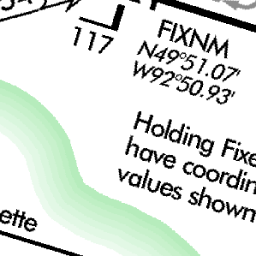 117
FIXNM
N49°51.07'
W92°50.93'
Holding Fixe
have coordin
values shown
ette